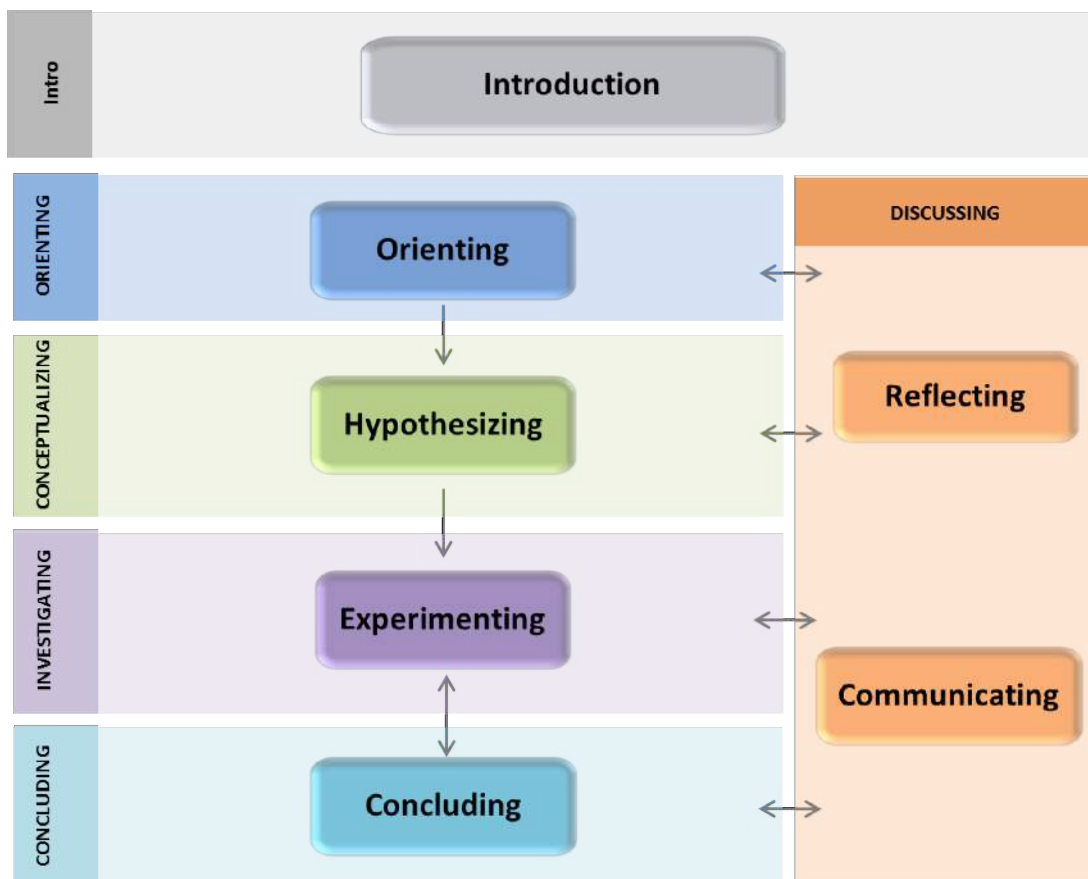 Intro
Introduction
ORIENTING
Orienting
DISCUSSING
CONCEPTUALIZING
Hypothesizing
Reflecting
INVESTIGATING
Experimenting
Communicating
CONCLUDING
Concluding